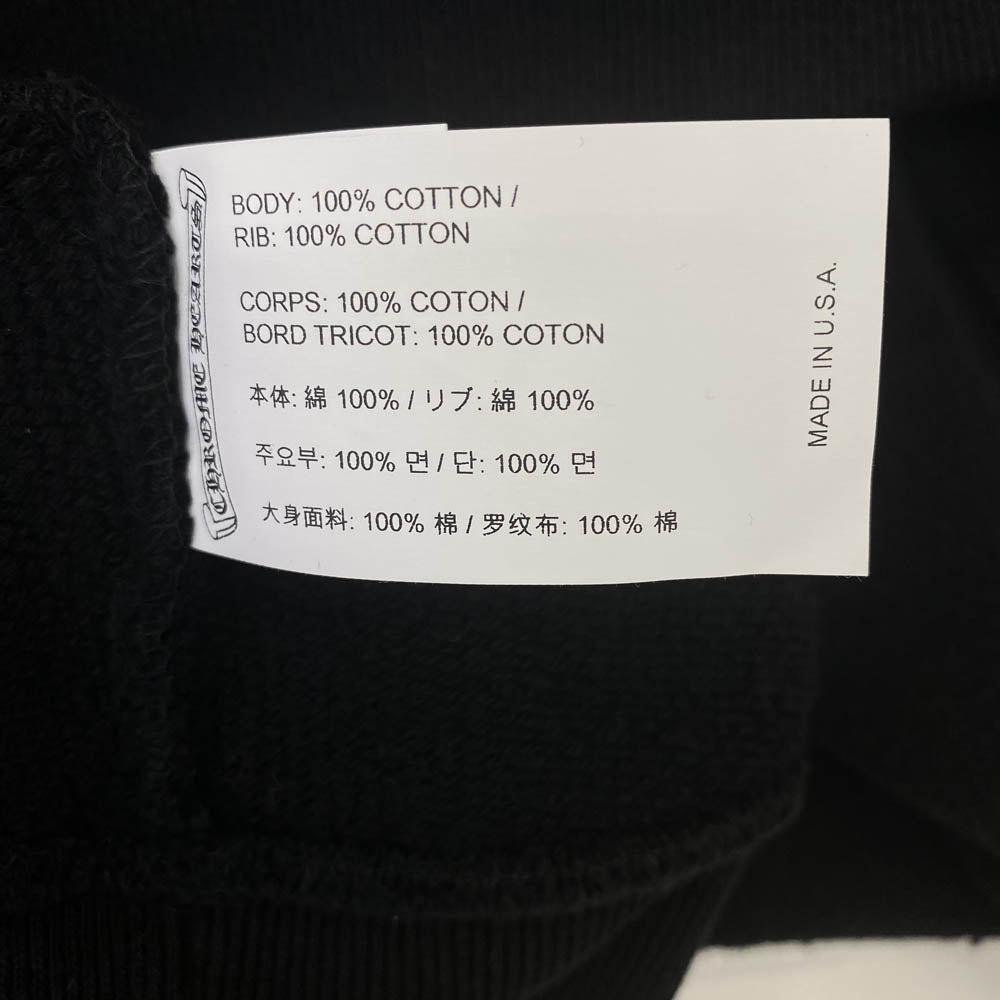 CHROME HEARTS
BODY: 100% COTTON /
RIB: 100% COTTON
CORPS: 100% COTON /
BORD TRICOT: 100% COTON
本体: 綿 100% / リブ: 綿 100%
주요부: 100% 면 / 단: 100% 면
大身面料: 100% 棉 / 罗纹布: 100% 棉
MADE IN U.S.A.